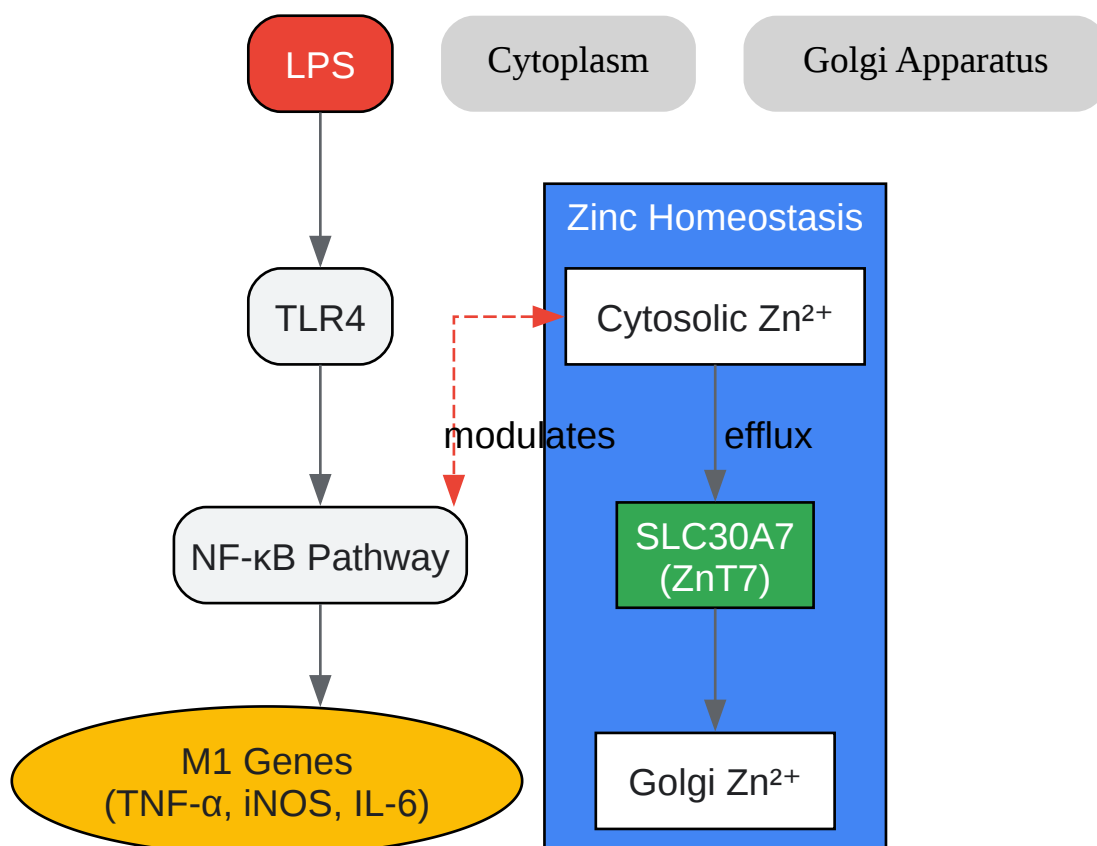 LPS
Cytoplasm
Golgi Apparatus
Zinc Homeostasis
TLR4
Cytosolic Zn²⁺
modulates
efflux
NF-κB Pathway
SLC30A7
(ZnT7)
M1 Genes
(TNF-α, iNOS, IL-6)
Golgi Zn²⁺